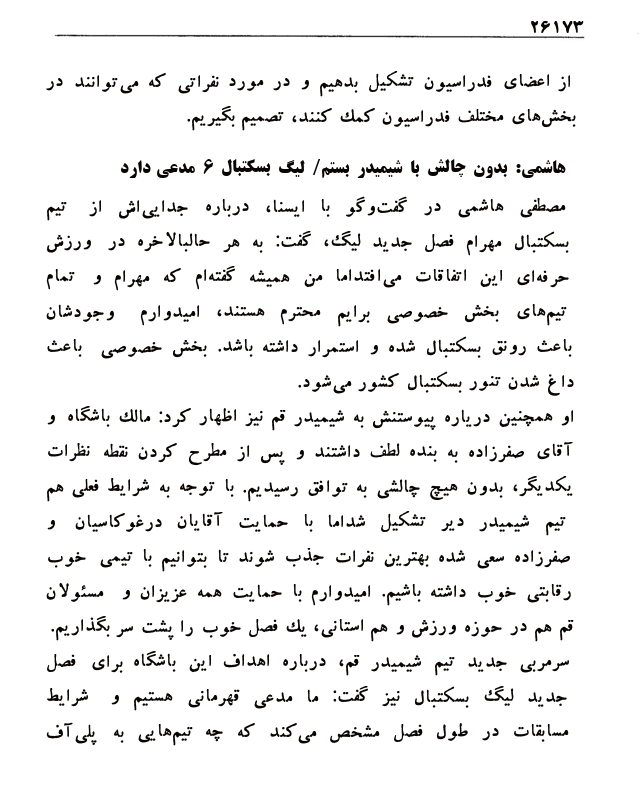 ۲۶۱۷۳
از اعضای فدراسیون تشکیل بدهیم و در مورد نفراتی که می‌توانند در
بخش‌های مختلف فدراسیون کمک کنند، تصمیم بگیریم.
هاشمی: بدون چالش با شیمیدر بستم/ لیگ بسکتبال ۶ مدعی دارد
مصطفی هاشمی در گفت‌وگو با ایسنا، درباره جدایی‌اش از تیم
بسکتبال مهرام فصل جدید لیگ، گفت: به هر حالبالاخره در ورزش
حرفه‌ای این اتفاقات می‌افتداما من همیشه گفته‌ام که مهرام و تمام
تیم‌های بخش خصوصی برایم محترم هستند، امیدوارم وجودشان
باعث رونق بسکتبال شده و استمرار داشته باشد. بخش خصوصی باعث
داغ شدن تنور بسکتبال کشور می‌شود.
او همچنین درباره پیوستنش به شیمیدر قم نیز اظهار کرد: مالک باشگاه و
آقای صفرزاده به بنده لطف داشتند و پس از مطرح کردن نقطه نظرات
یکدیگر، بدون هیچ چالشی به توافق رسیدیم. با توجه به شرایط فعلی هم
تیم شیمیدر دیر تشکیل شداما با حمایت آقایان درغوکاسیان و
صفرزاده سعی شده بهترین نفرات جذب شوند تا بتوانیم با تیمی خوب
رقابتی خوب داشته باشیم. امیدوارم با حمایت همه عزیزان و مسئولان
قم هم در حوزه ورزش و هم استانی، یک فصل خوب را پشت سر بگذاریم.
سرمربی جدید تیم شیمیدر قم، درباره اهداف این باشگاه برای فصل
جدید لیگ بسکتبال نیز گفت: ما مدعی قهرمانی هستیم و شرایط
مسابقات در طول فصل مشخص می‌کند که چه تیم‌هایی به پلی‌آف